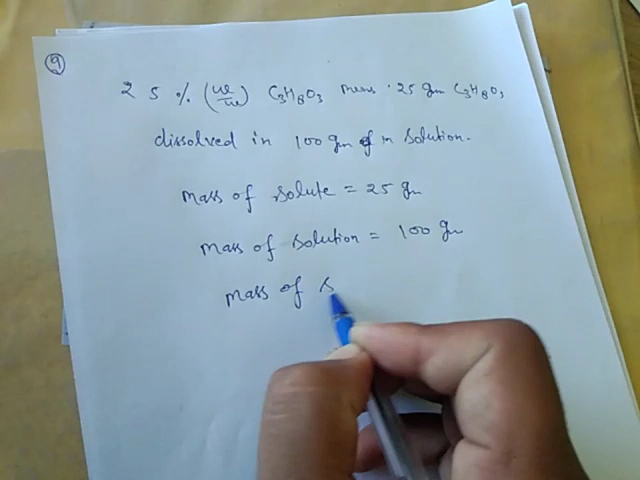 9
25 % (w/w) C3H8O3 means 25 gm C3H8O3
dissolved in 100 gm of m solution.
Mass of solute = 25 gm
Mass of solution = 100 gm
Mass of s